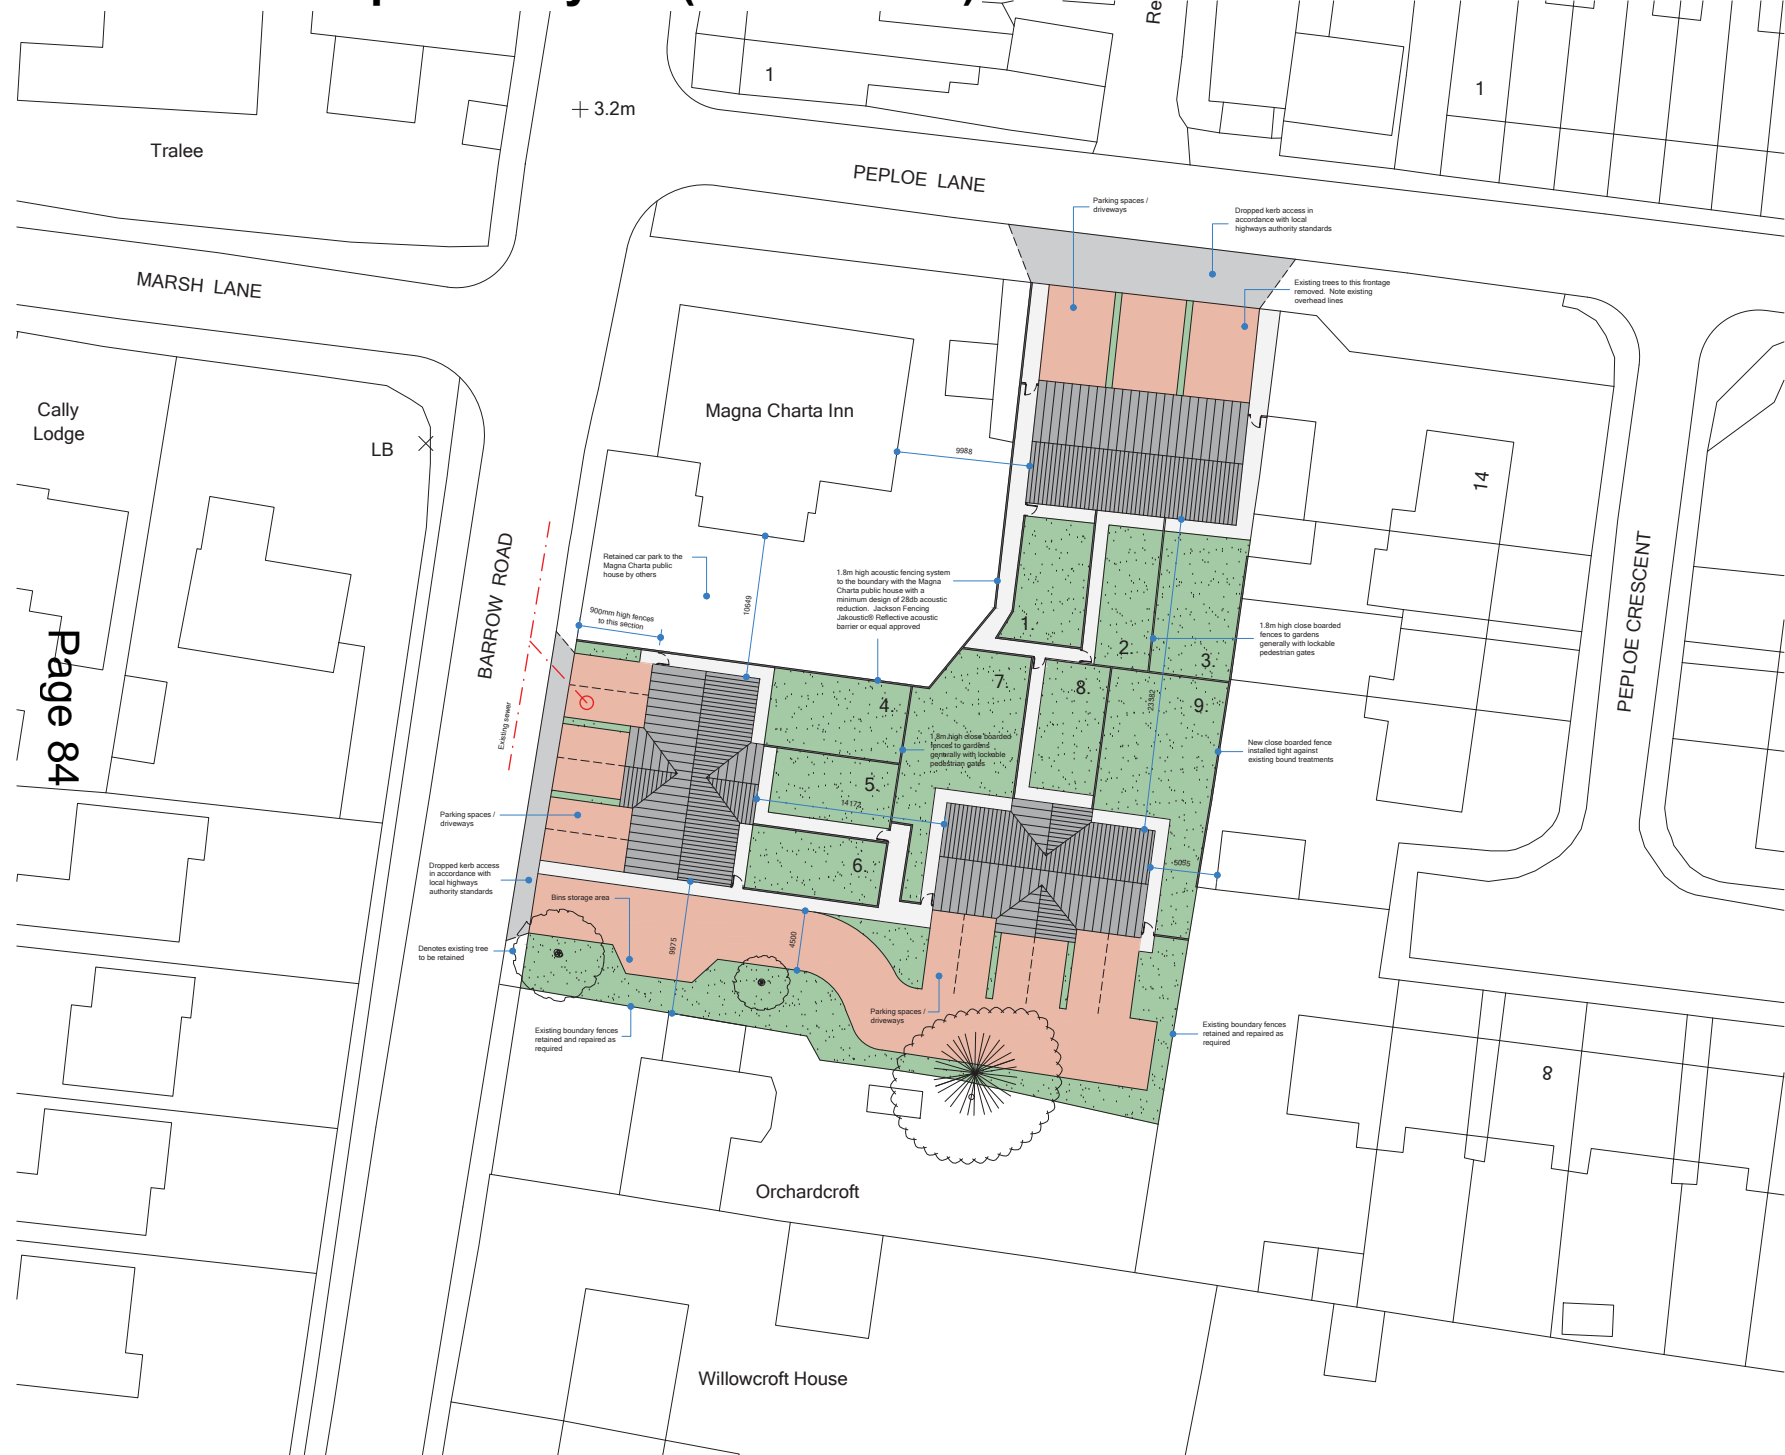 1
Re
1
3.2m
Tralee
PEPLOE LANE
Parking spaces /
driveways
Dropped kerb access in
accordance with local
highways authority standards
MARSH LANE
Existing trees to this frontage
removed. Note existing
overhead lines
Cally
Lodge
LB
Magna Charta Inn
9988
14
BARROW ROAD
PEPLOE CRESCENT
Retained car park to the
Magna Charta public
house by others
10649
900mm high fences
to this section
1.8m high acoustic fencing system
to the boundary with the Magna
Charta public house with a
minimum design of 28db acoustic
reduction. Jackson Fencing
Jakoustic® Reflective acoustic
barrier or equal approved
1.
2.
3.
1.8m high close boarded
fences to gardens
generally with lockable
pedestrian gates
Page 84
Existing sewer
4.
7.
8.
9.
23382
1.8m high close boarded
fences to gardens
generally with lockable
pedestrian gates
New close boarded fence
installed tight against
existing bound treatments
5.
14172
Parking spaces /
driveways
6.
5095
Dropped kerb access
in accordance with
local highways
authority standards
Bins storage area
Denotes existing tree
to be retained
9975
4500
Parking spaces /
driveways
Existing boundary fences
retained and repaired as
required
Existing boundary fences
retained and repaired as
required
8
Orchardcroft
Willowcroft House